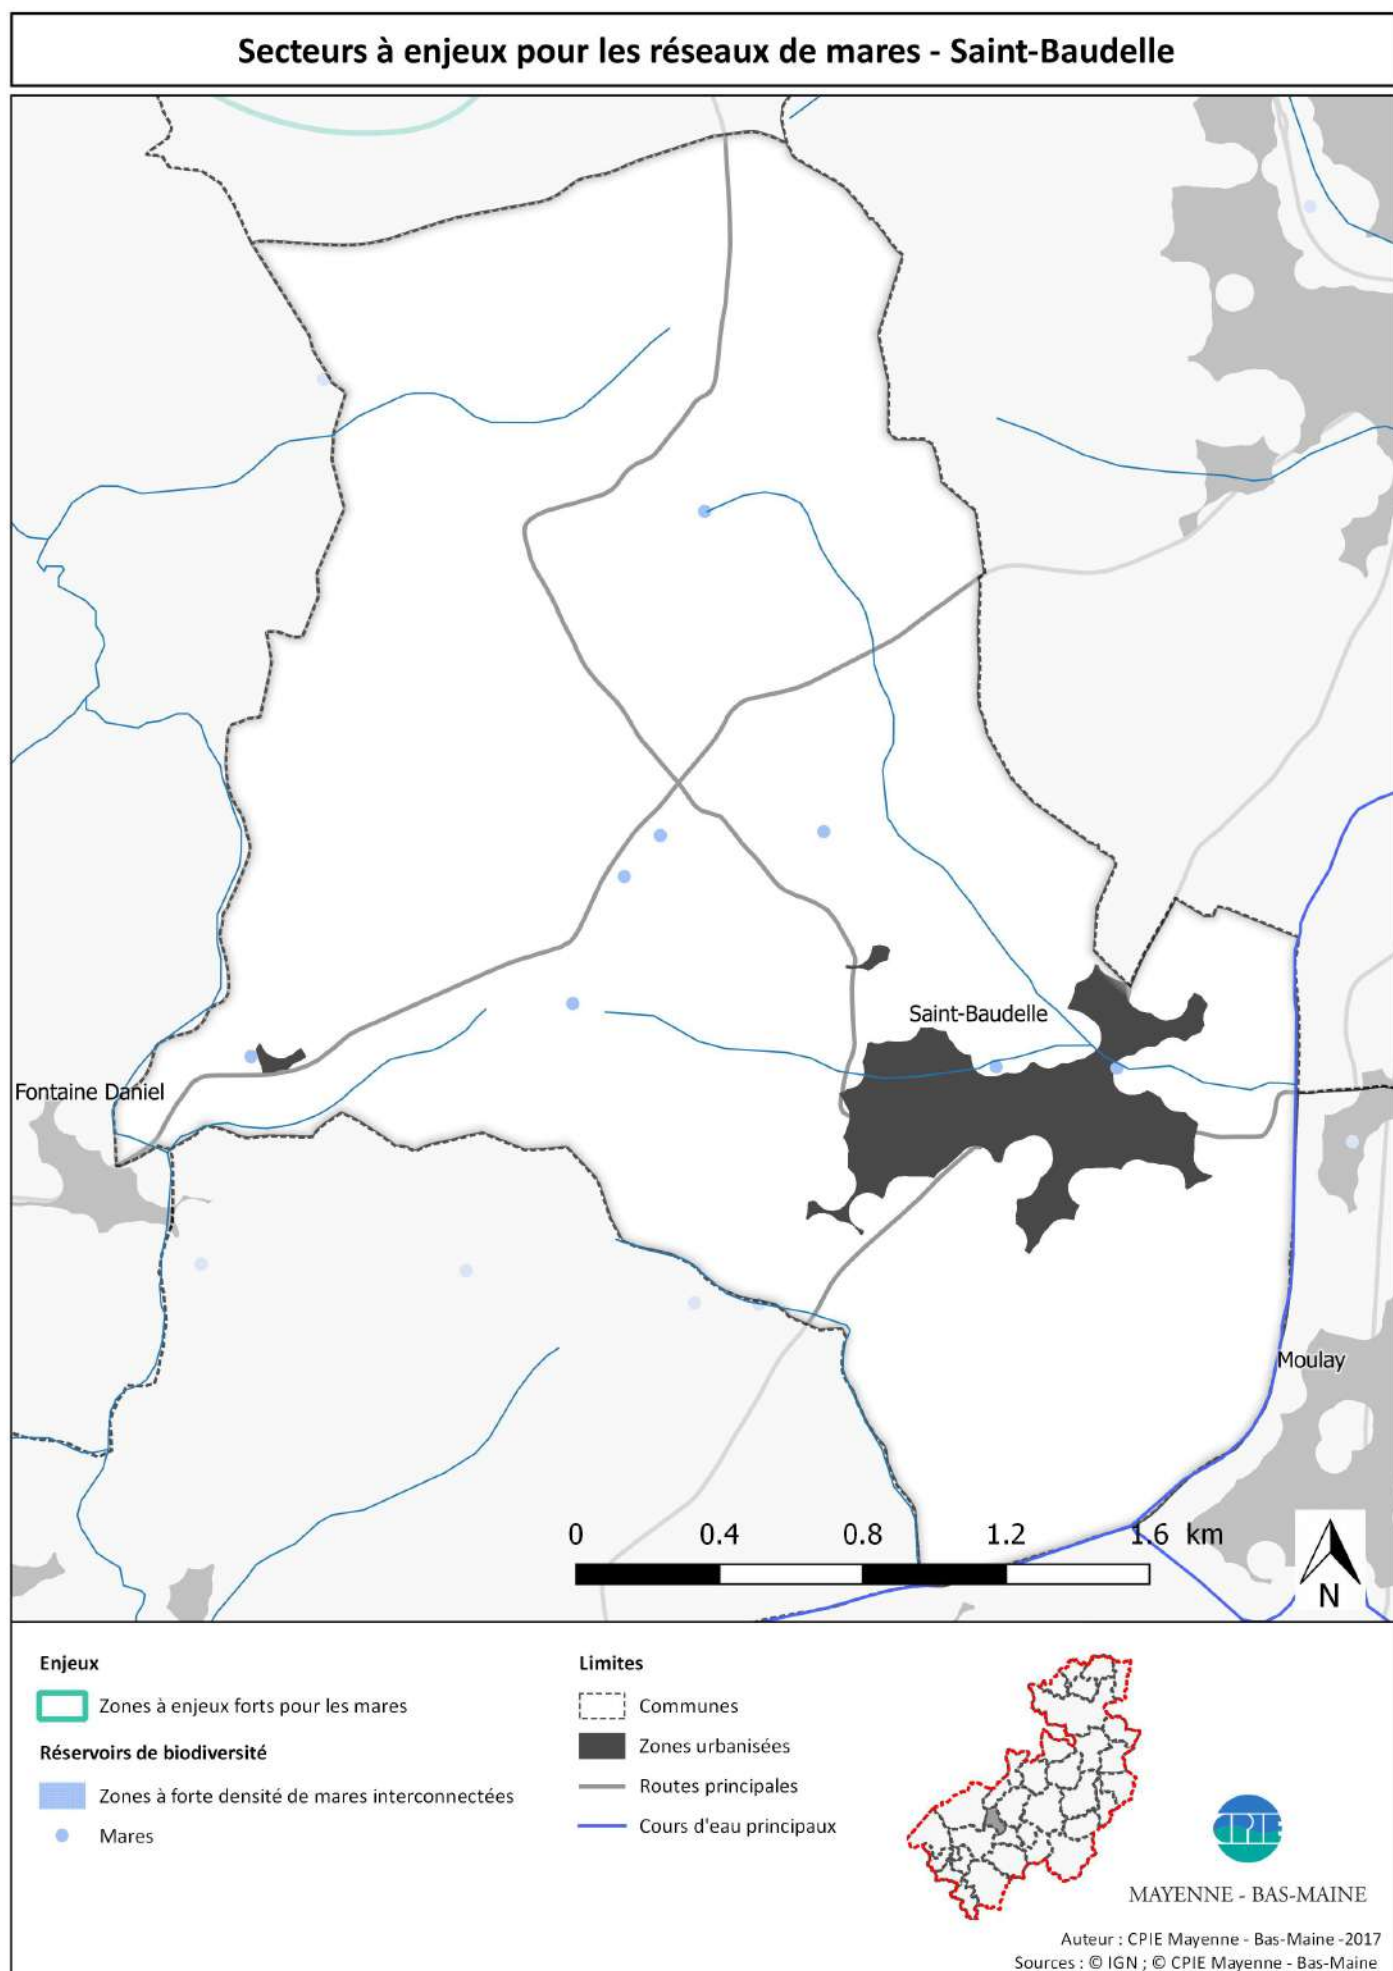 Secteurs à enjeux pour les réseaux de mares - Saint-Baudelle
Saint-Baudelle
Fontaine Daniel
Moulay
0 0.4 0.8 1.2 1.6 km
N
Enjeux
Zones à enjeux forts pour les mares
Réservoirs de biodiversité
Zones à forte densité de mares interconnectées
Mares
Limites
Communes
Zones urbanisées
Routes principales
Cours d'eau principaux
CPIE
MAYENNE - BAS-MAINE
Auteur : CPIE Mayenne - Bas-Maine -2017
Sources : © IGN ; © CPIE Mayenne - Bas-Maine